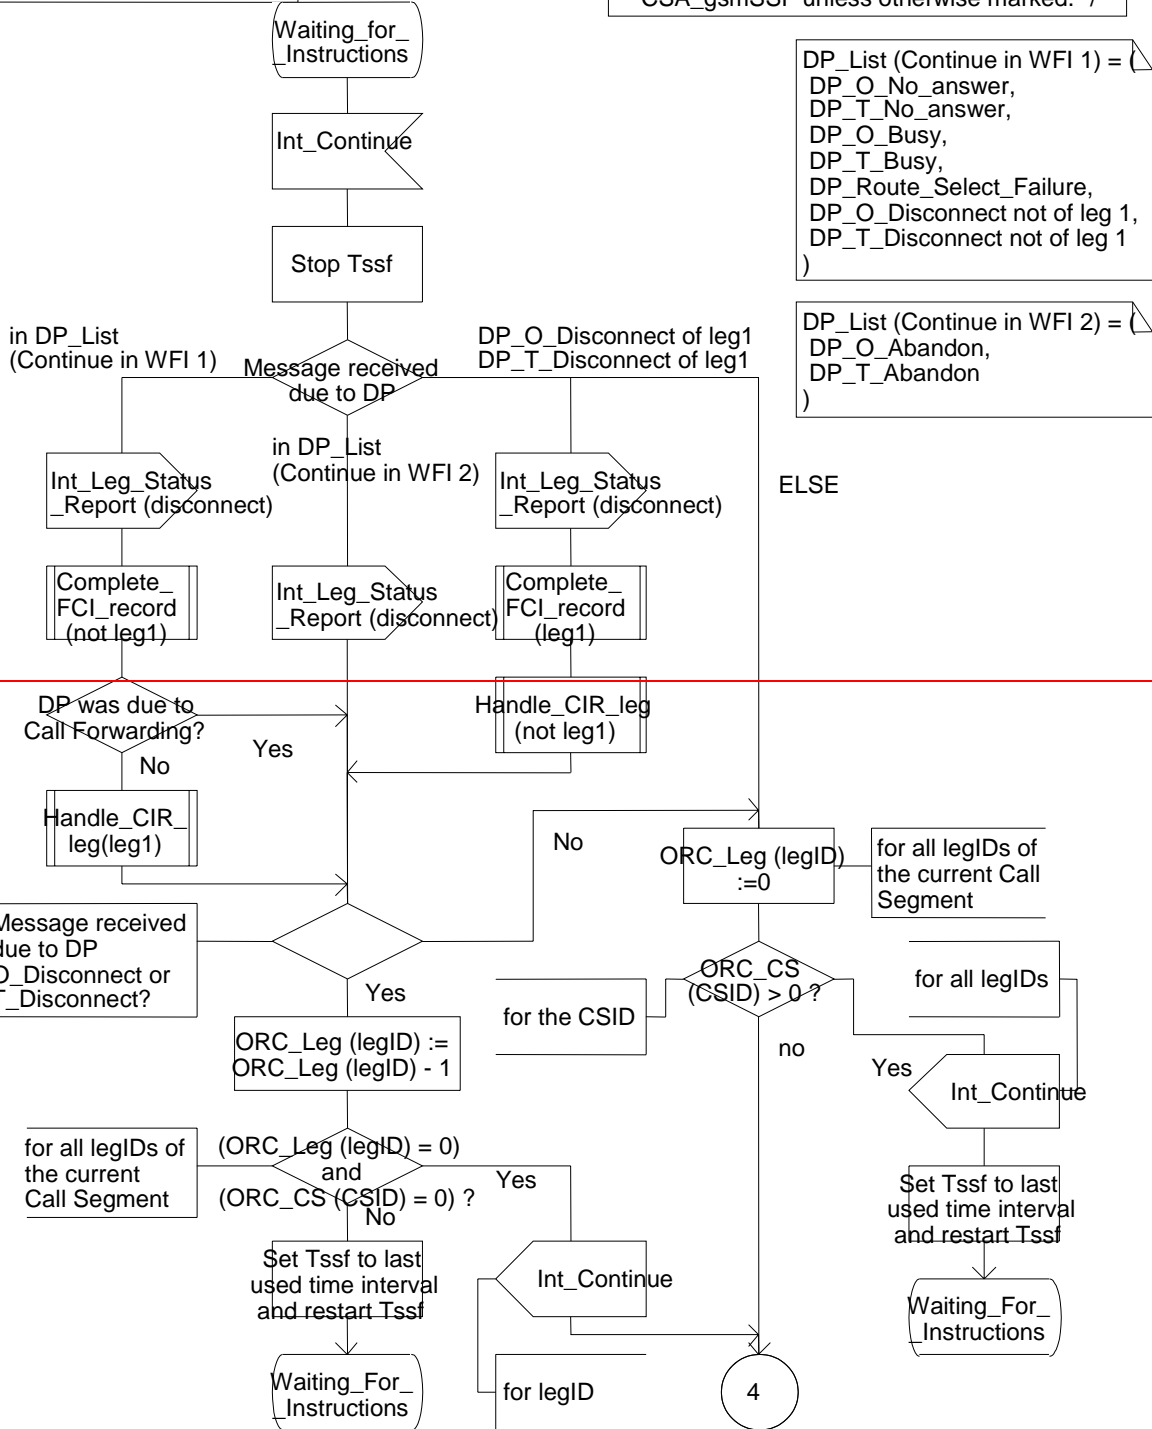 CSA_gsmSSF unless otherwise marked. */
Waiting_for_
_Instructions
Int_Continue
Stop Tssf
DP_List (Continue in WFI 1) = (
DP_O_No_answer,
DP_T_No_answer,
DP_O_Busy,
DP_T_Busy,
DP_Route_Select_Failure,
DP_O_Disconnect not of leg 1,
DP_T_Disconnect not of leg 1
)
DP_List (Continue in WFI 2) = (
DP_O_Abandon,
DP_T_Abandon
)
in DP_List
(Continue in WFI 1)
Message received
due to DP
DP_O_Disconnect of leg1
DP_T_Disconnect of leg1
in DP_List
(Continue in WFI 2)
ELSE
Int_Leg_Status
_Report (disconnect)
Int_Leg_Status
_Report (disconnect)
Complete_
FCI_record
(not leg1)
Int_Leg_Status
_Report (disconnect)
Complete_
FCI_record
(leg1)
DP was due to
Call Forwarding?
Yes
No
Handle_CIR_leg
(not leg1)
Handle_CIR_
leg(leg1)
No
ORC_Leg (legID)
:=0
for all legIDs of
the current Call
Segment
Message received
due to DP
O_Disconnect or
T_Disconnect?
Yes
for the CSID
ORC_CS
(CSID) > 0 ?
for all legIDs
no
Yes
Int_Continue
ORC_Leg (legID) :=
ORC_Leg (legID) - 1
for all legIDs of
the current
Call Segment
(ORC_Leg (legID) = 0)
and
(ORC_CS (CSID) = 0) ?
Yes
No
Set Tssf to last
used time interval
and restart Tssf
Set Tssf to last
used time interval
and restart Tssf
Int_Continue
Waiting_For_
_Instructions
Waiting_For_
_Instructions
for legID
4